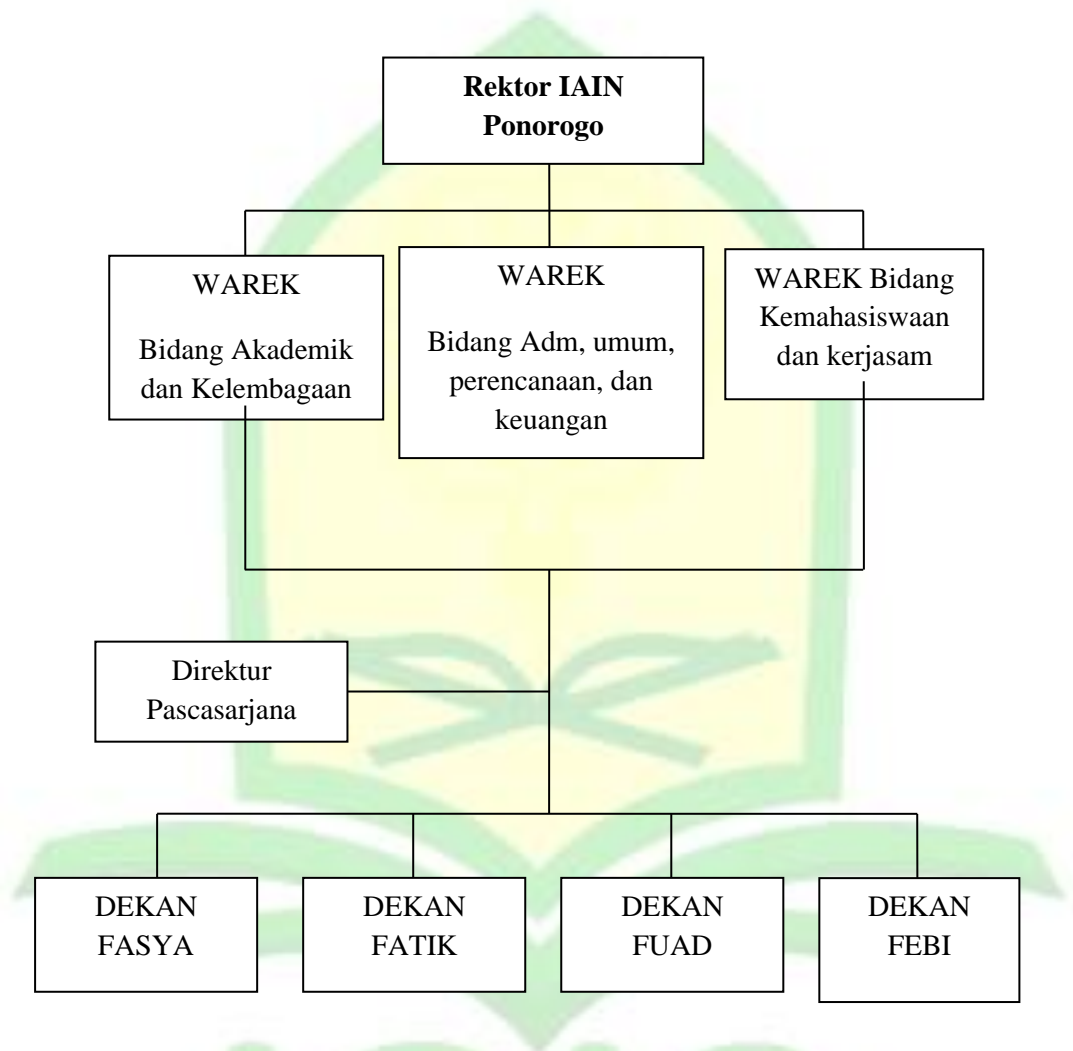 Rektor IAIN
Ponorogo
WAREK
Bidang Akademik
dan Kelembagaan
WAREK
Bidang Adm, umum,
perencanaan, dan
keuangan
WAREK Bidang
Kemahasiswaan
dan kerjasam
Direktur
Pascasarjana
DEKAN
FASYA
DEKAN
FATIK
DEKAN
FUAD
DEKAN
FEBI